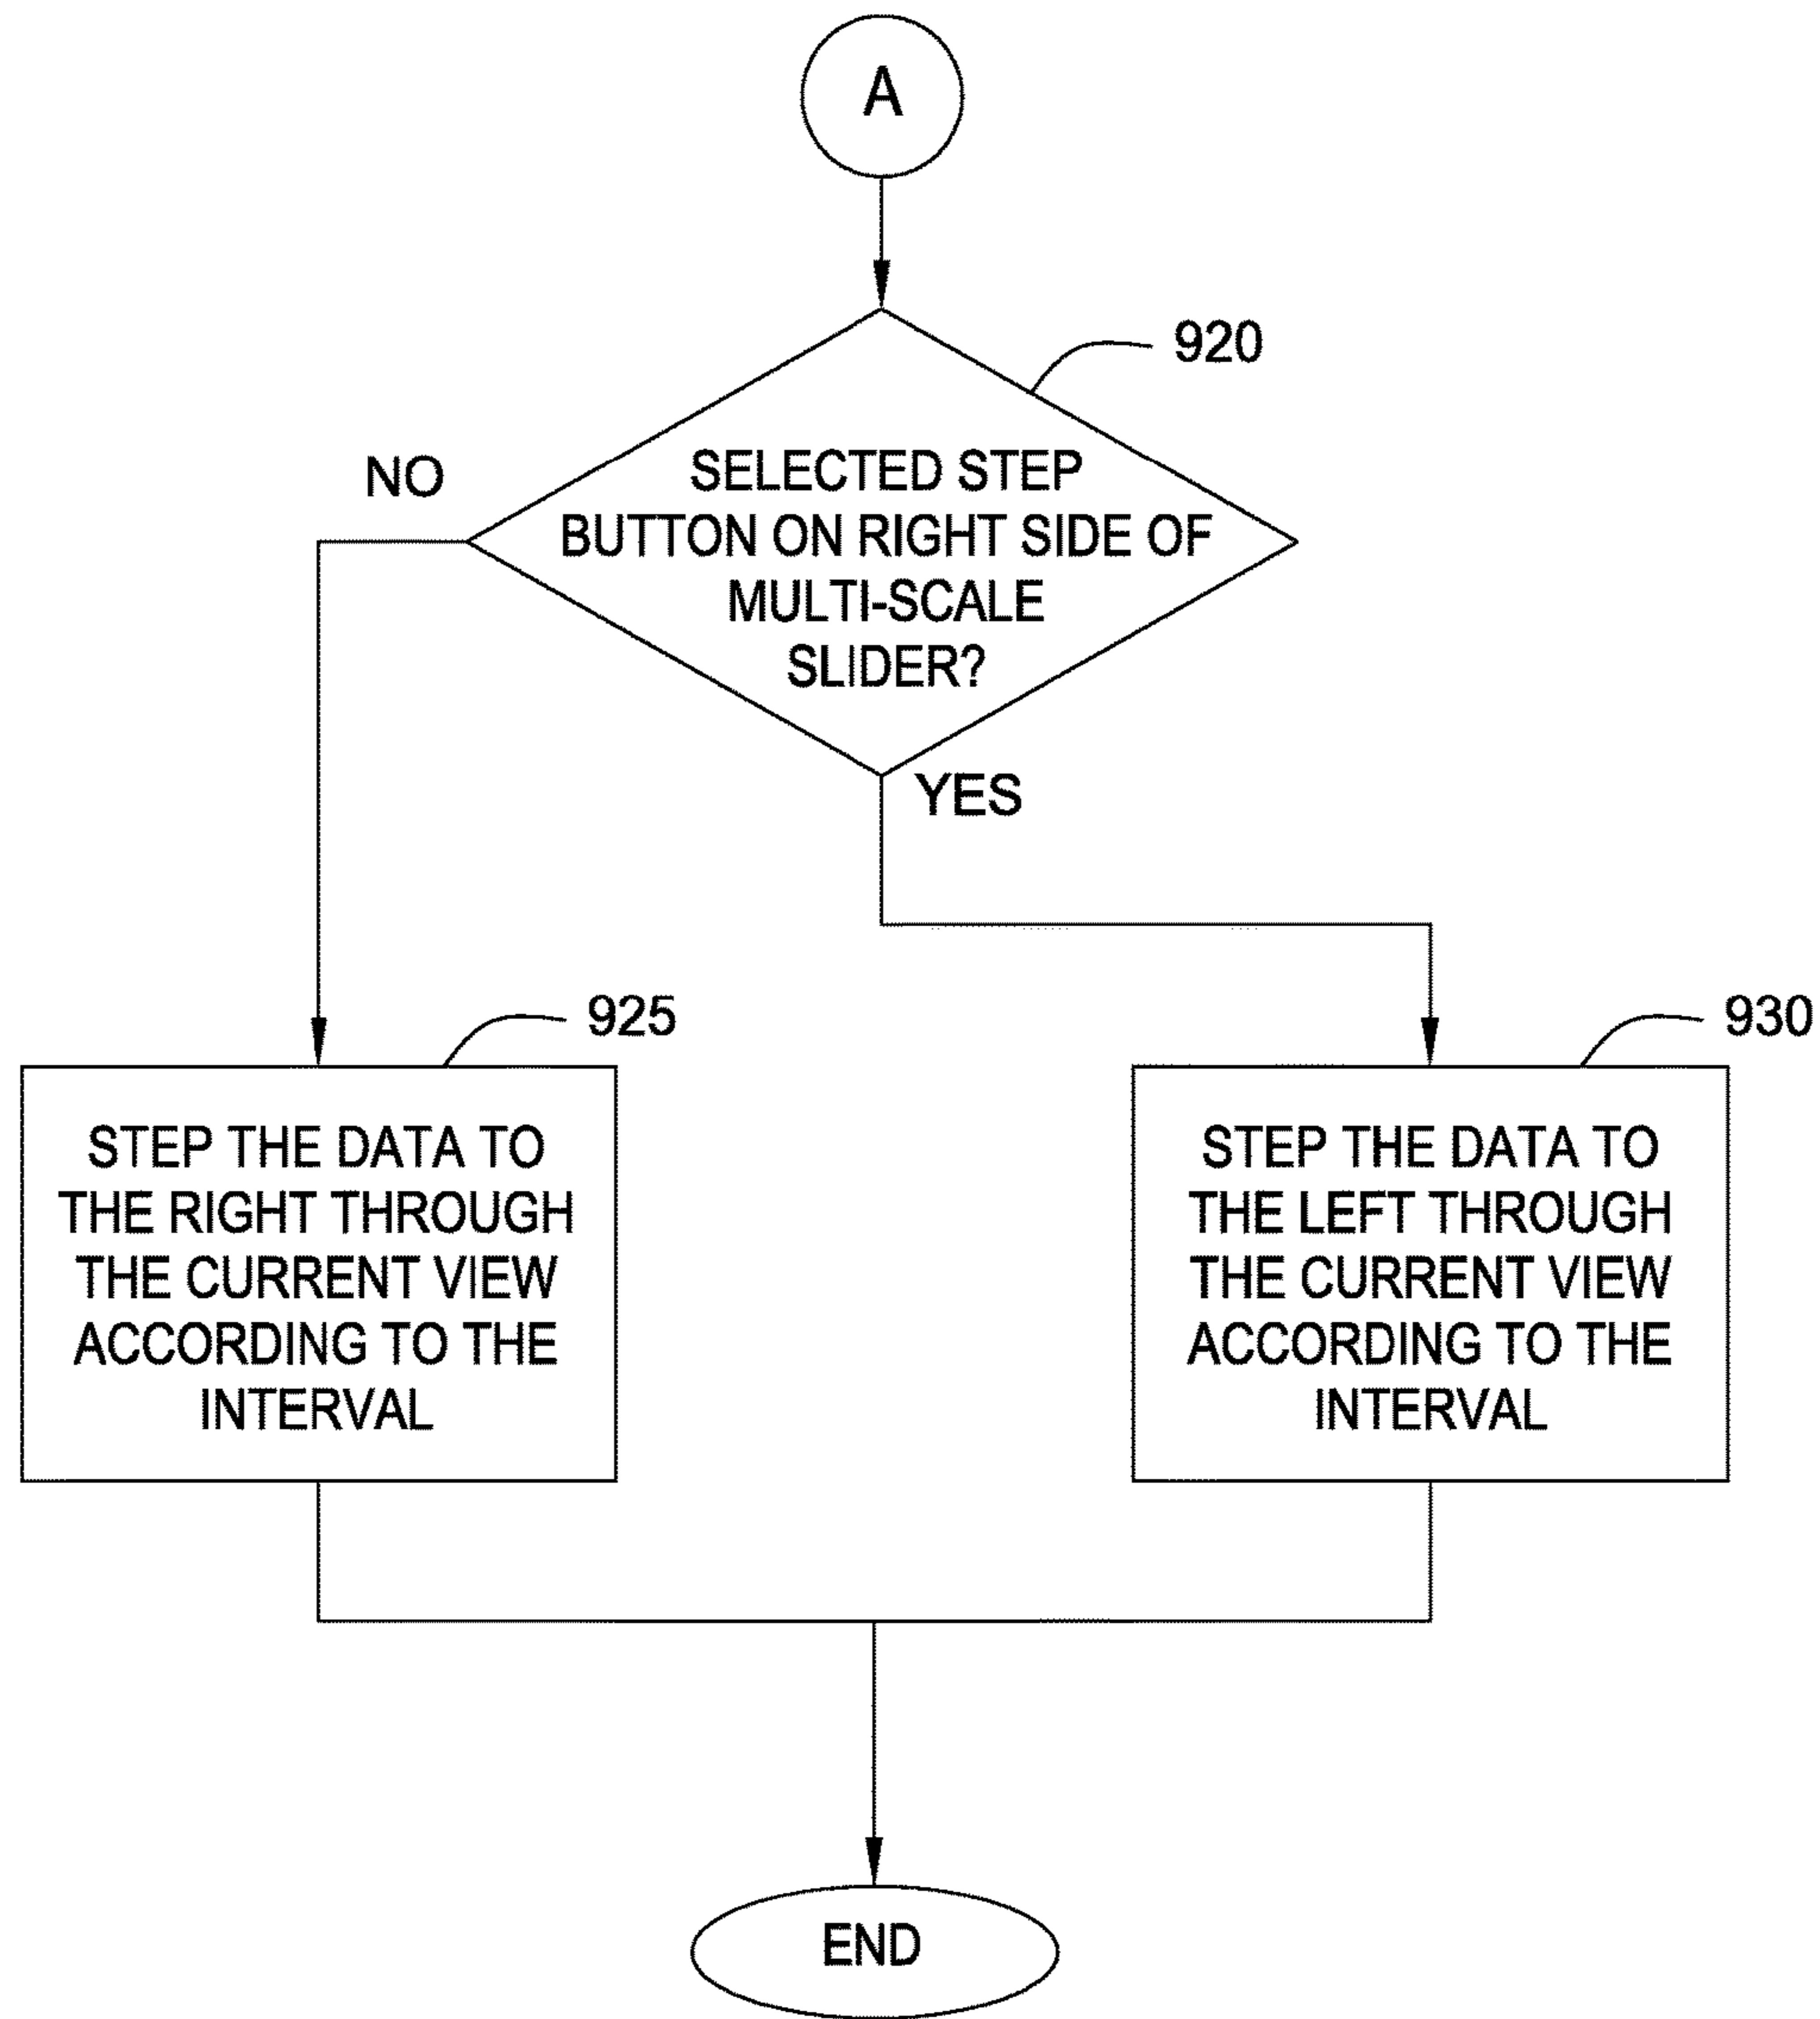 A
920
NO
SELECTED STEP
BUTTON ON RIGHT SIDE OF
MULTI-SCALE
SLIDER?
YES
925
930
STEP THE DATA TO
THE RIGHT THROUGH
THE CURRENT VIEW
ACCORDING TO THE
INTERVAL
STEP THE DATA TO
THE LEFT THROUGH
THE CURRENT VIEW
ACCORDING TO THE
INTERVAL
END